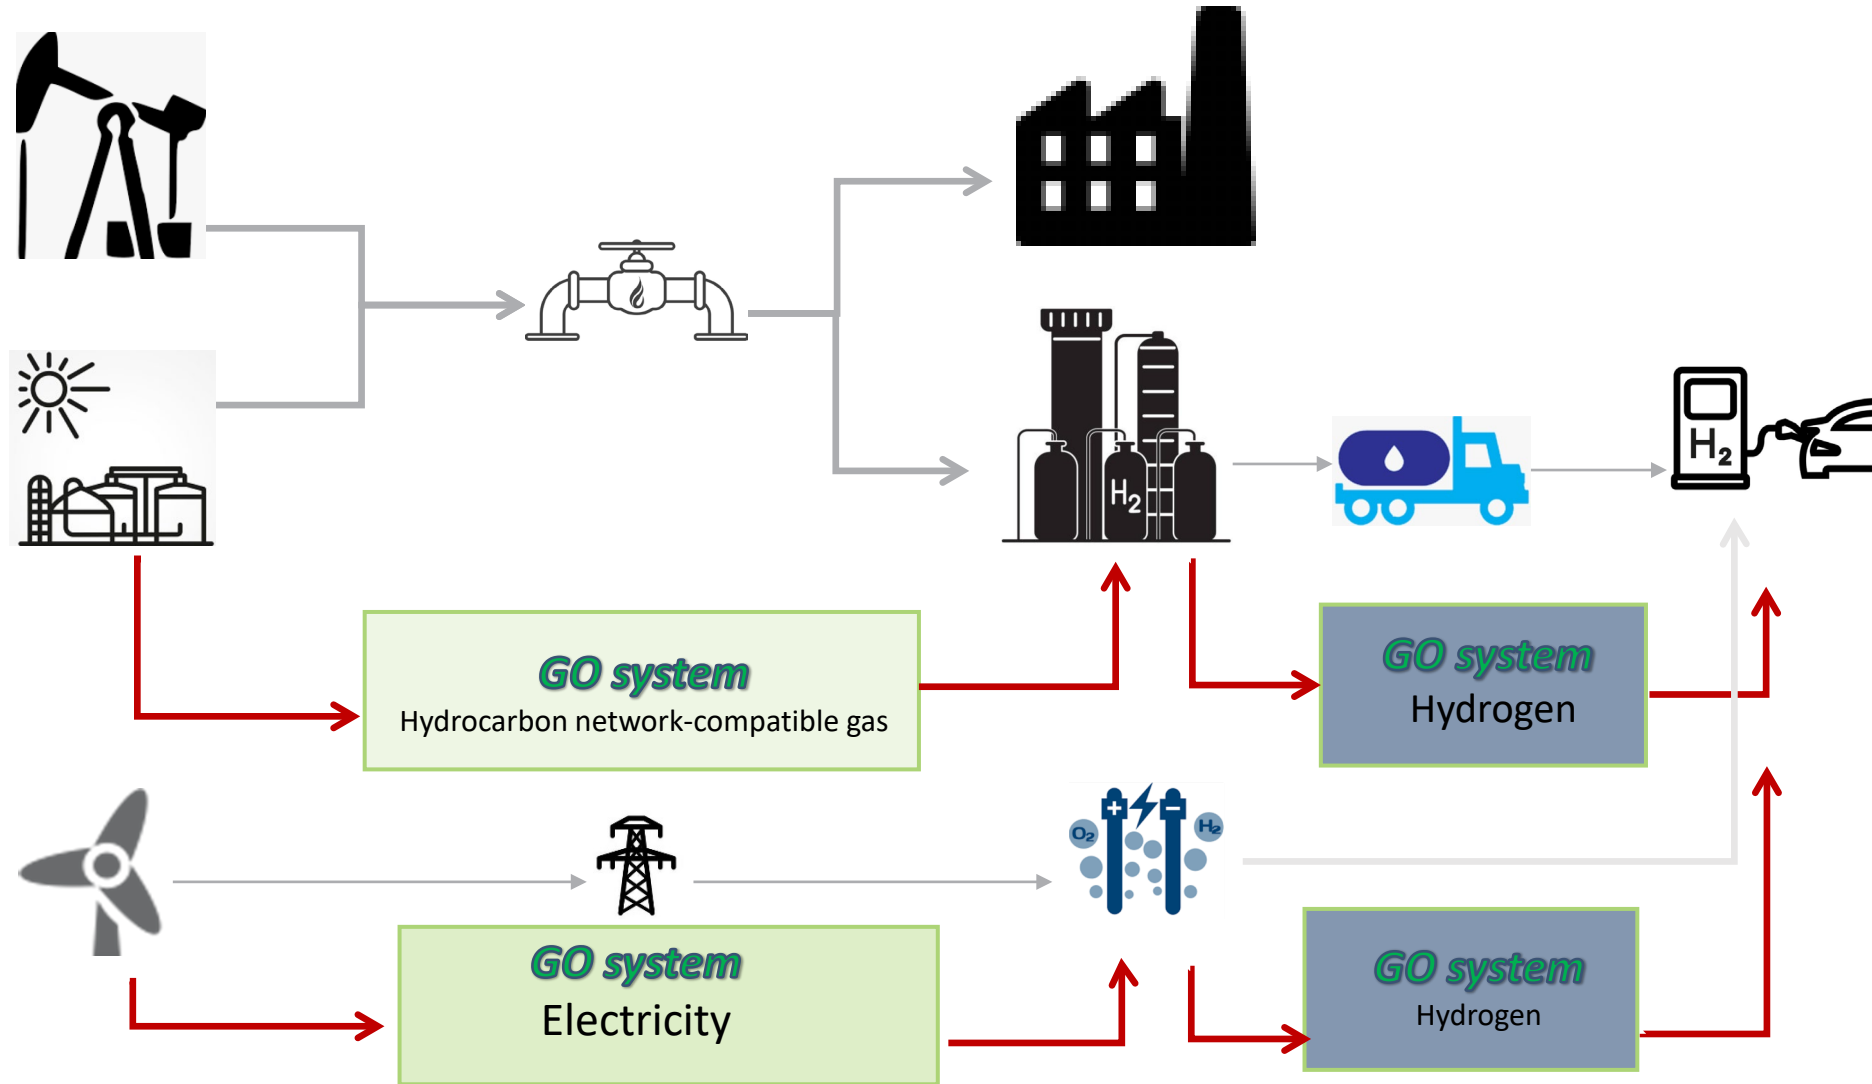 H2
H2
GO system
Hydrocarbon network-compatible gas
GO system
Hydrogen
+
−
O2
H2
GO system
Electricity
GO system
Hydrogen